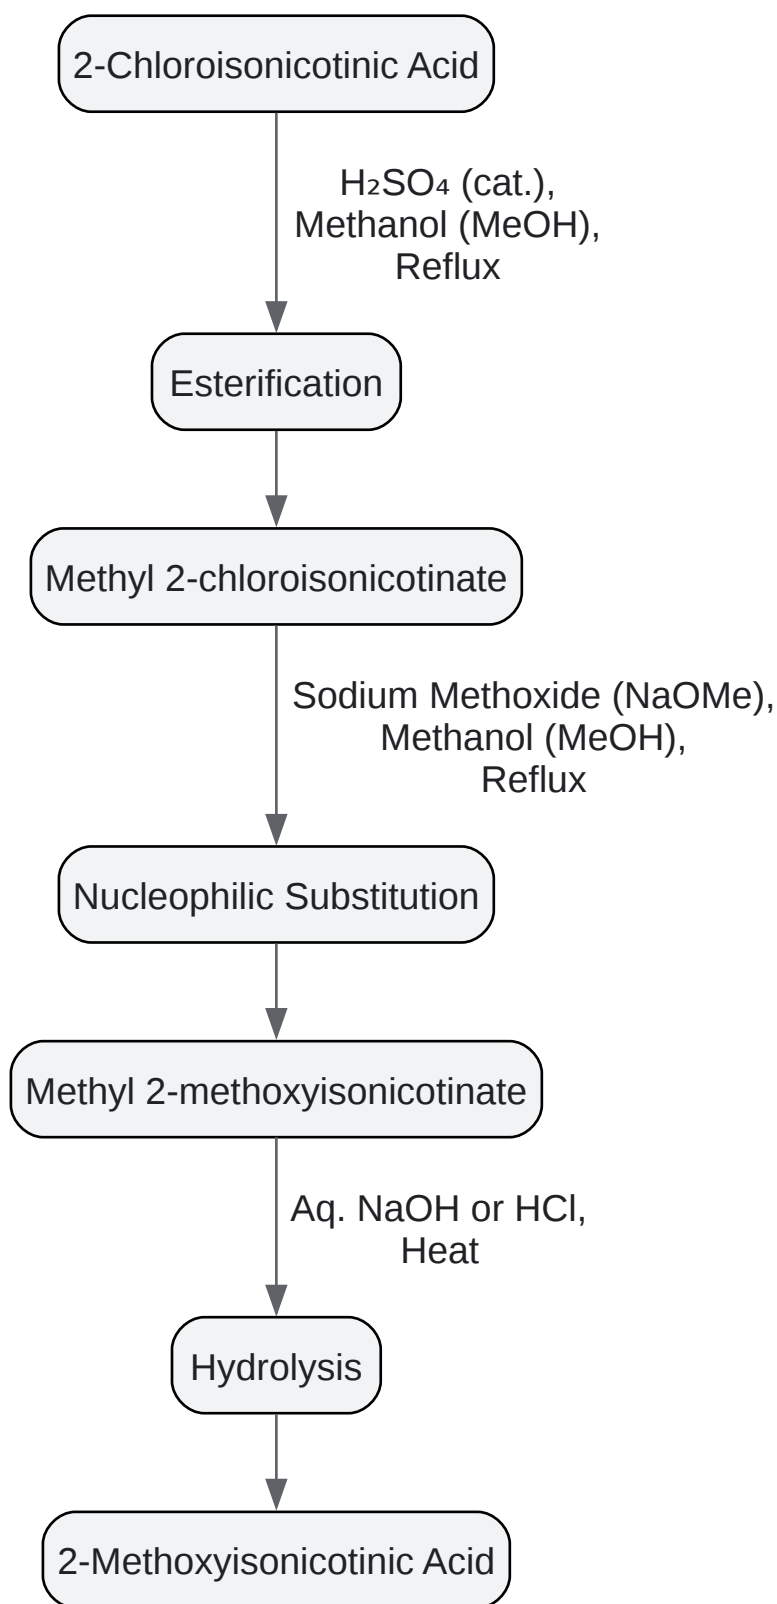 2-Chloroisonicotinic Acid
H₂SO₄ (cat.),
Methanol (MeOH),
Reflux
Esterification
Methyl 2-chloroisonicotinate
Sodium Methoxide (NaOMe),
Methanol (MeOH),
Reflux
Nucleophilic Substitution
Methyl 2-methoxyisonicotinate
Aq. NaOH or HCl,
Heat
Hydrolysis
2-Methoxyisonicotinic Acid